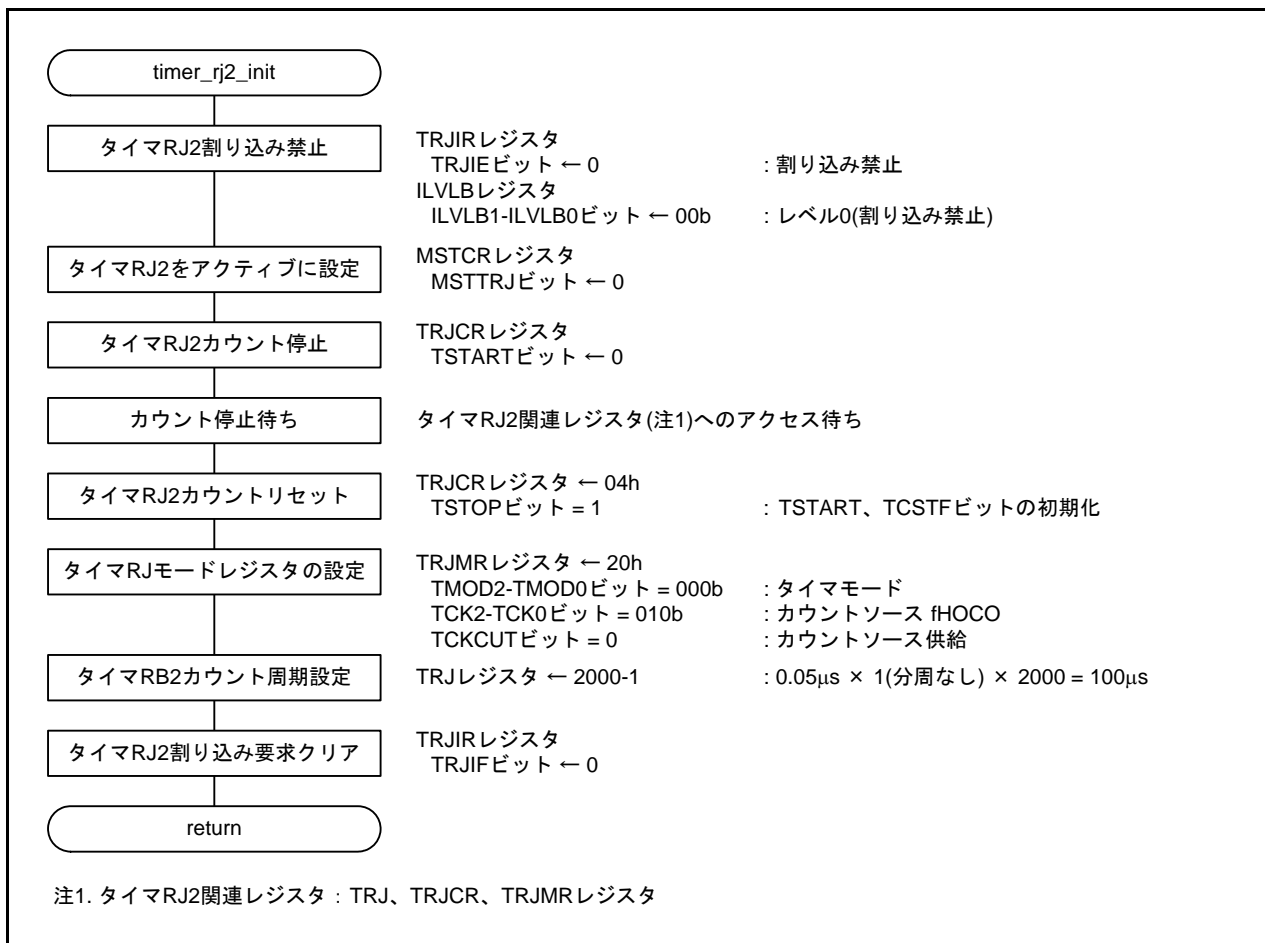 timer_rj2_init
タイマRJ2割り込み禁止
TRJIRレジスタ
TRJIEビット ← 0 : 割り込み禁止
ILVLBレジスタ
ILVLB1-ILVLB0ビット ← 00b : レベル0(割り込み禁止)
タイマRJ2をアクティブに設定
MSTCRレジスタ
MSTTRJビット ← 0
タイマRJ2カウント停止
TRJCRレジスタ
TSTARTビット ← 0
カウント停止待ち
タイマRJ2関連レジスタ(注1)へのアクセス待ち
タイマRJ2カウントリセット
TRJCRレジスタ ← 04h
TSTOPビット = 1 : TSTART、TCSTFビットの初期化
タイマRJモードレジスタの設定
TRJMRレジスタ ← 20h
TMOD2-TMOD0ビット = 000b : タイマモード
TCK2-TCK0ビット = 010b : カウントソース fHOCO
TCKCUTビット = 0 : カウントソース供給
タイマRB2カウント周期設定
TRJレジスタ ← 2000-1 : 0.05μs × 1(分周なし) × 2000 = 100μs
タイマRJ2割り込み要求クリア
TRJIRレジスタ
TRJIFビット ← 0
return
注1. タイマRJ2関連レジスタ : TRJ、TRJCR、TRJMRレジスタ